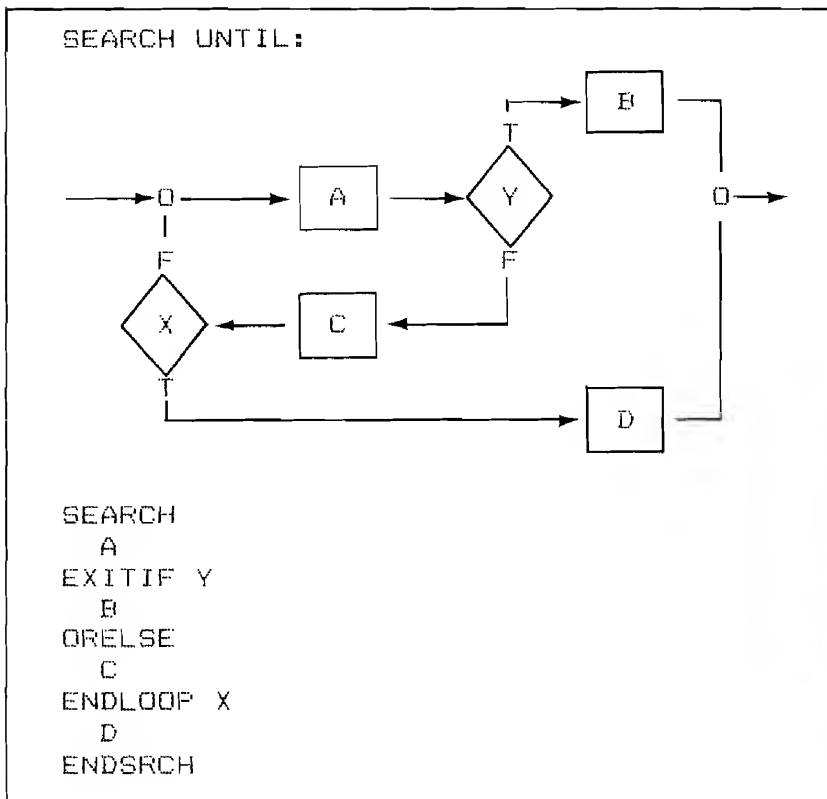 SEARCH UNTIL:
B
T
O A Y O
F F
X C
T
D
SEARCH
A
EXITIF Y
B
ORELSE
C
ENDLOOP X
D
ENDSRCH